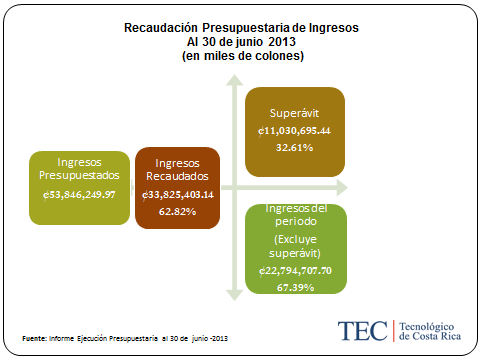 Recaudación Presupuestaria de Ingresos
Al 30 de junio 2013
(en miles de colones)
Superávit
₡11,030,695.44
32.61%
Ingresos
Presupuestados
₡53,846,249.97
Ingresos
Recaudados
₡33,825,403.14
62.82%
Ingresos del
periodo
(Excluye
superávit)
₡22,794,707.70
67.39%
TEC
Tecnológico
de Costa Rica
Fuente: Informe Ejecución Presupuestaria al 30 de junio -2013